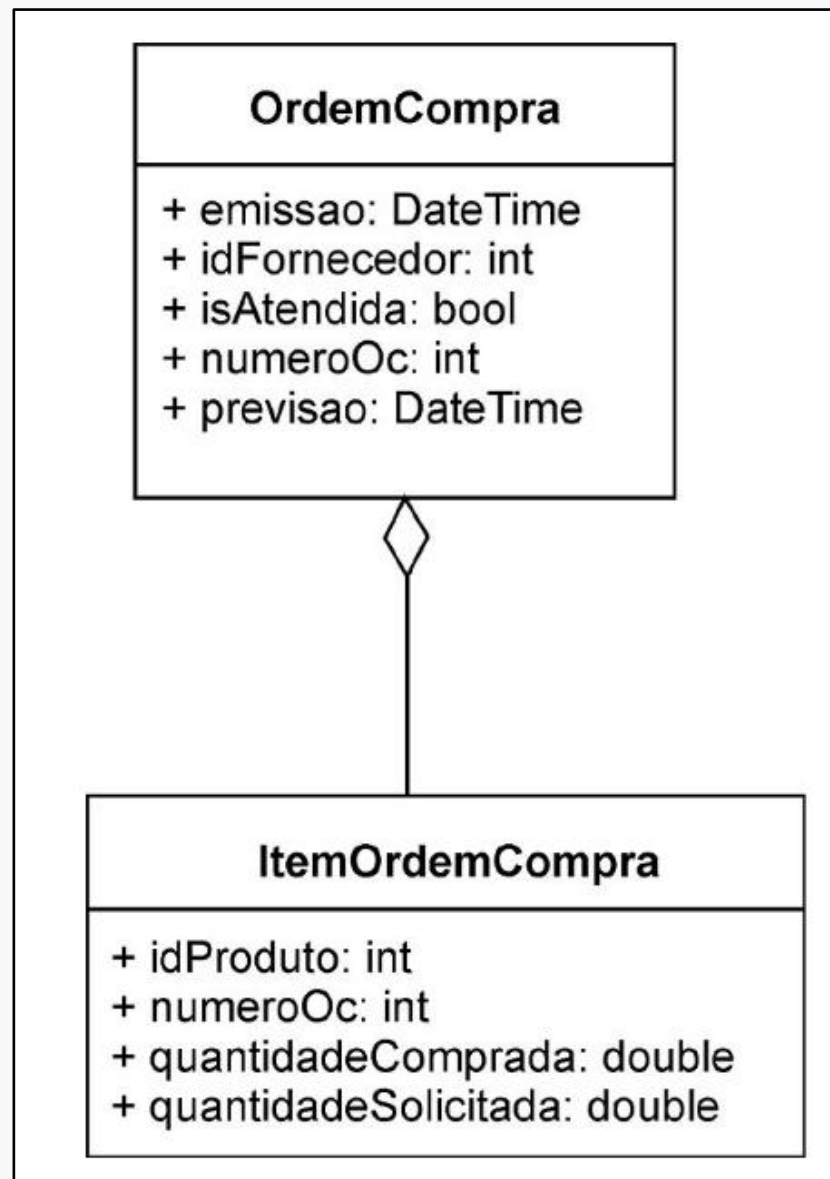 OrdemCompra
+ emissao: DateTime
+ idFornecedor: int
+ isAtendida: bool
+ numeroOc: int
+ previsao: DateTime
ItemOrdemCompra
+ idProduto: int
+ numeroOc: int
+ quantidadeComprada: double
+ quantidadeSolicitada: double